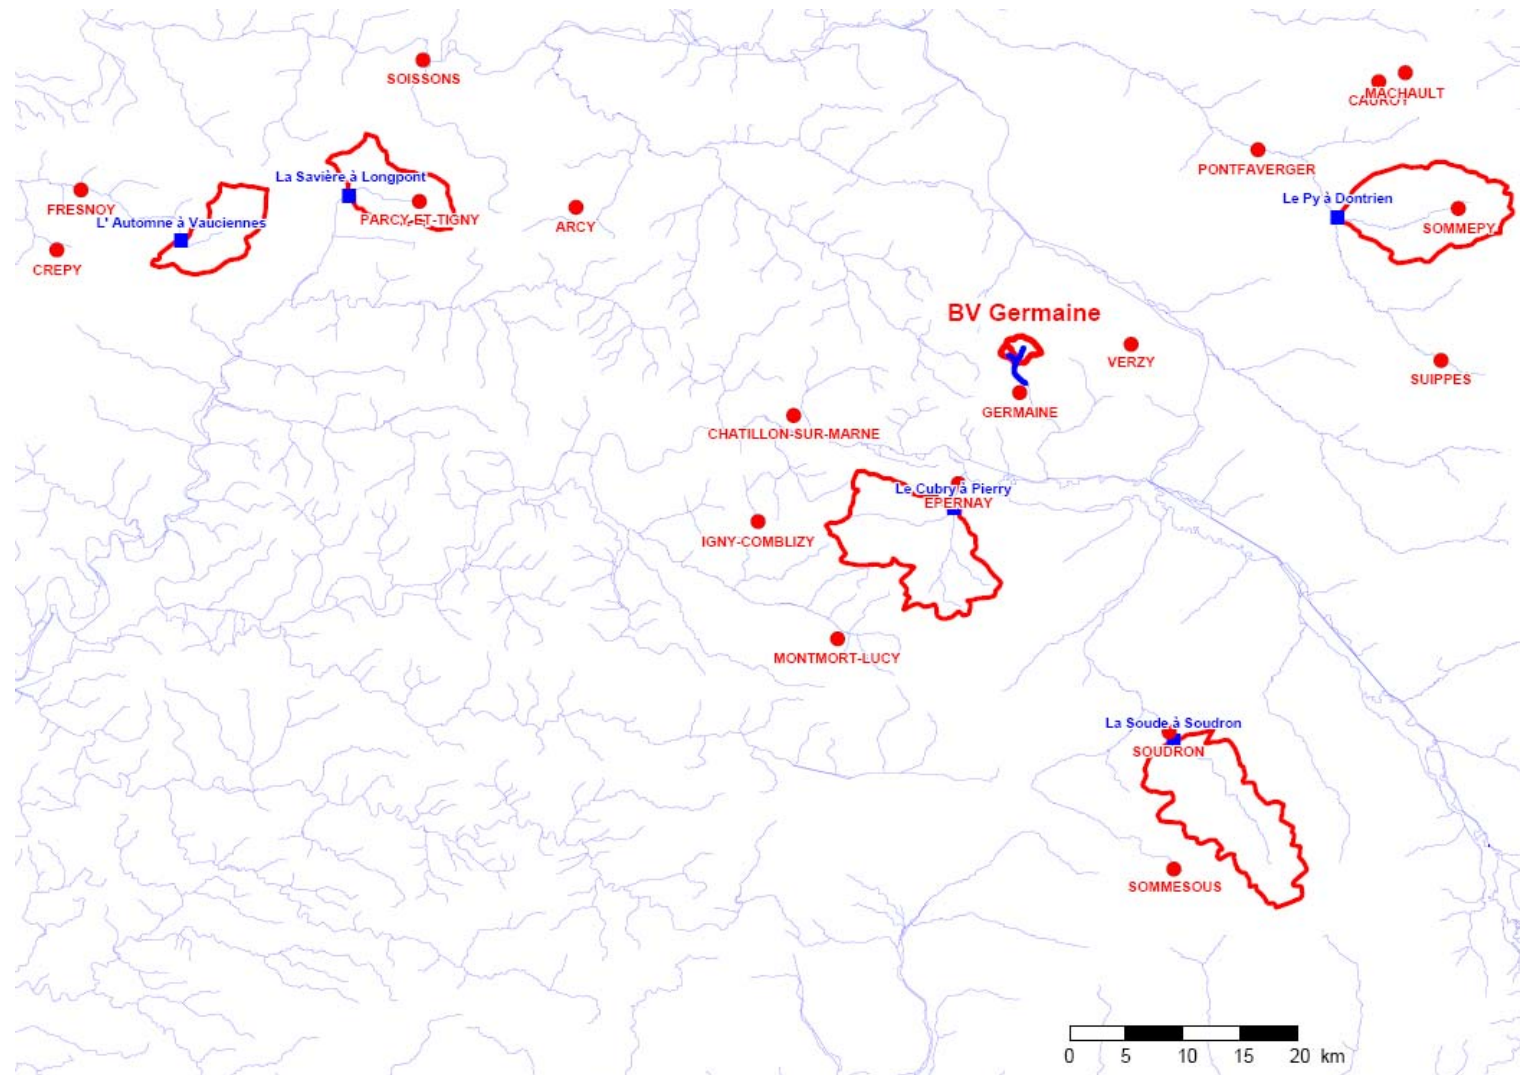 SOISSONS
MACHAULT
CAUROY
PONTFAVERGER
La Savière à Longpont
Le Py à Dontrien
FRESNOY
PARCY-ET-TIGNY
L' Automne à Vauciennes
ARCY
SOMMEPY
CREPY
BV Germaine
VERZY
SUIPPES
GERMAINE
CHATILLON-SUR-MARNE
Le Cubry à Pierry
EPERNAY
IGNY-COMBLIZY
MONTMORT-LUCY
La Soude à Soudron
SOUDRON
SOMMESOUS
0 5 10 15 20 km